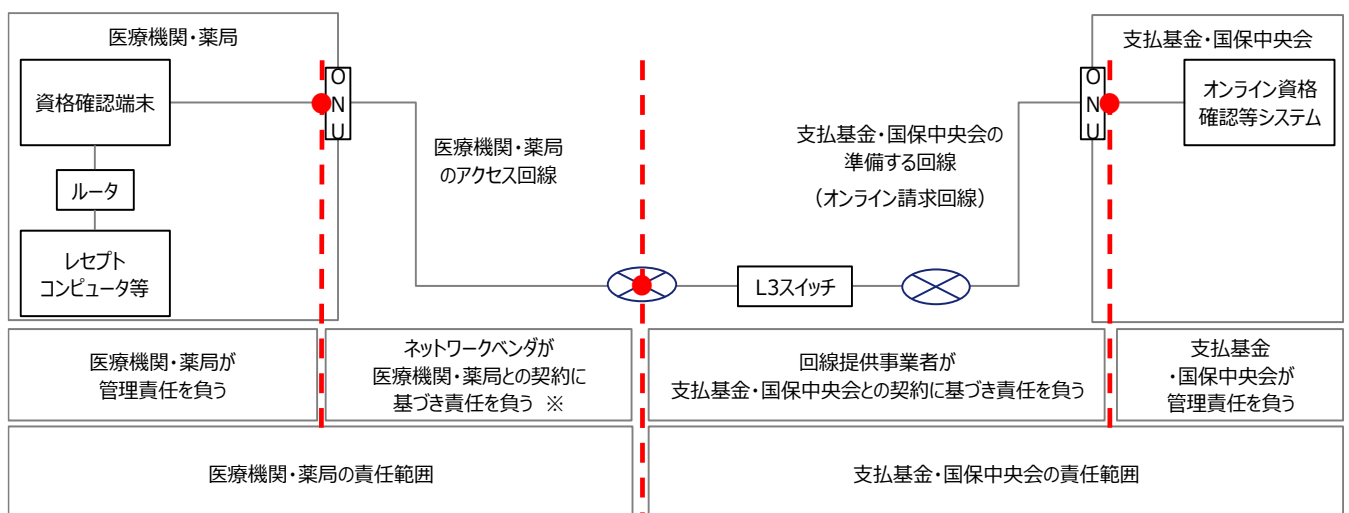 医療機関・薬局
資格確認端末
ルータ
レセプト
コンピュータ等
ONU
医療機関・薬局
のアクセス回線
L3スイッチ
支払基金・国保中央会の
準備する回線
（オンライン請求回線）
ONU
支払基金・国保中央会
オンライン資格
確認等システム
医療機関・薬局が
管理責任を負う
ネットワークベンダが
医療機関・薬局との契約に
基づき責任を負う ※
回線提供事業者が
支払基金・国保中央会との契約に基づき責任を負う
支払基金
・国保中央会が
管理責任を負う
医療機関・薬局の責任範囲
支払基金・国保中央会の責任範囲